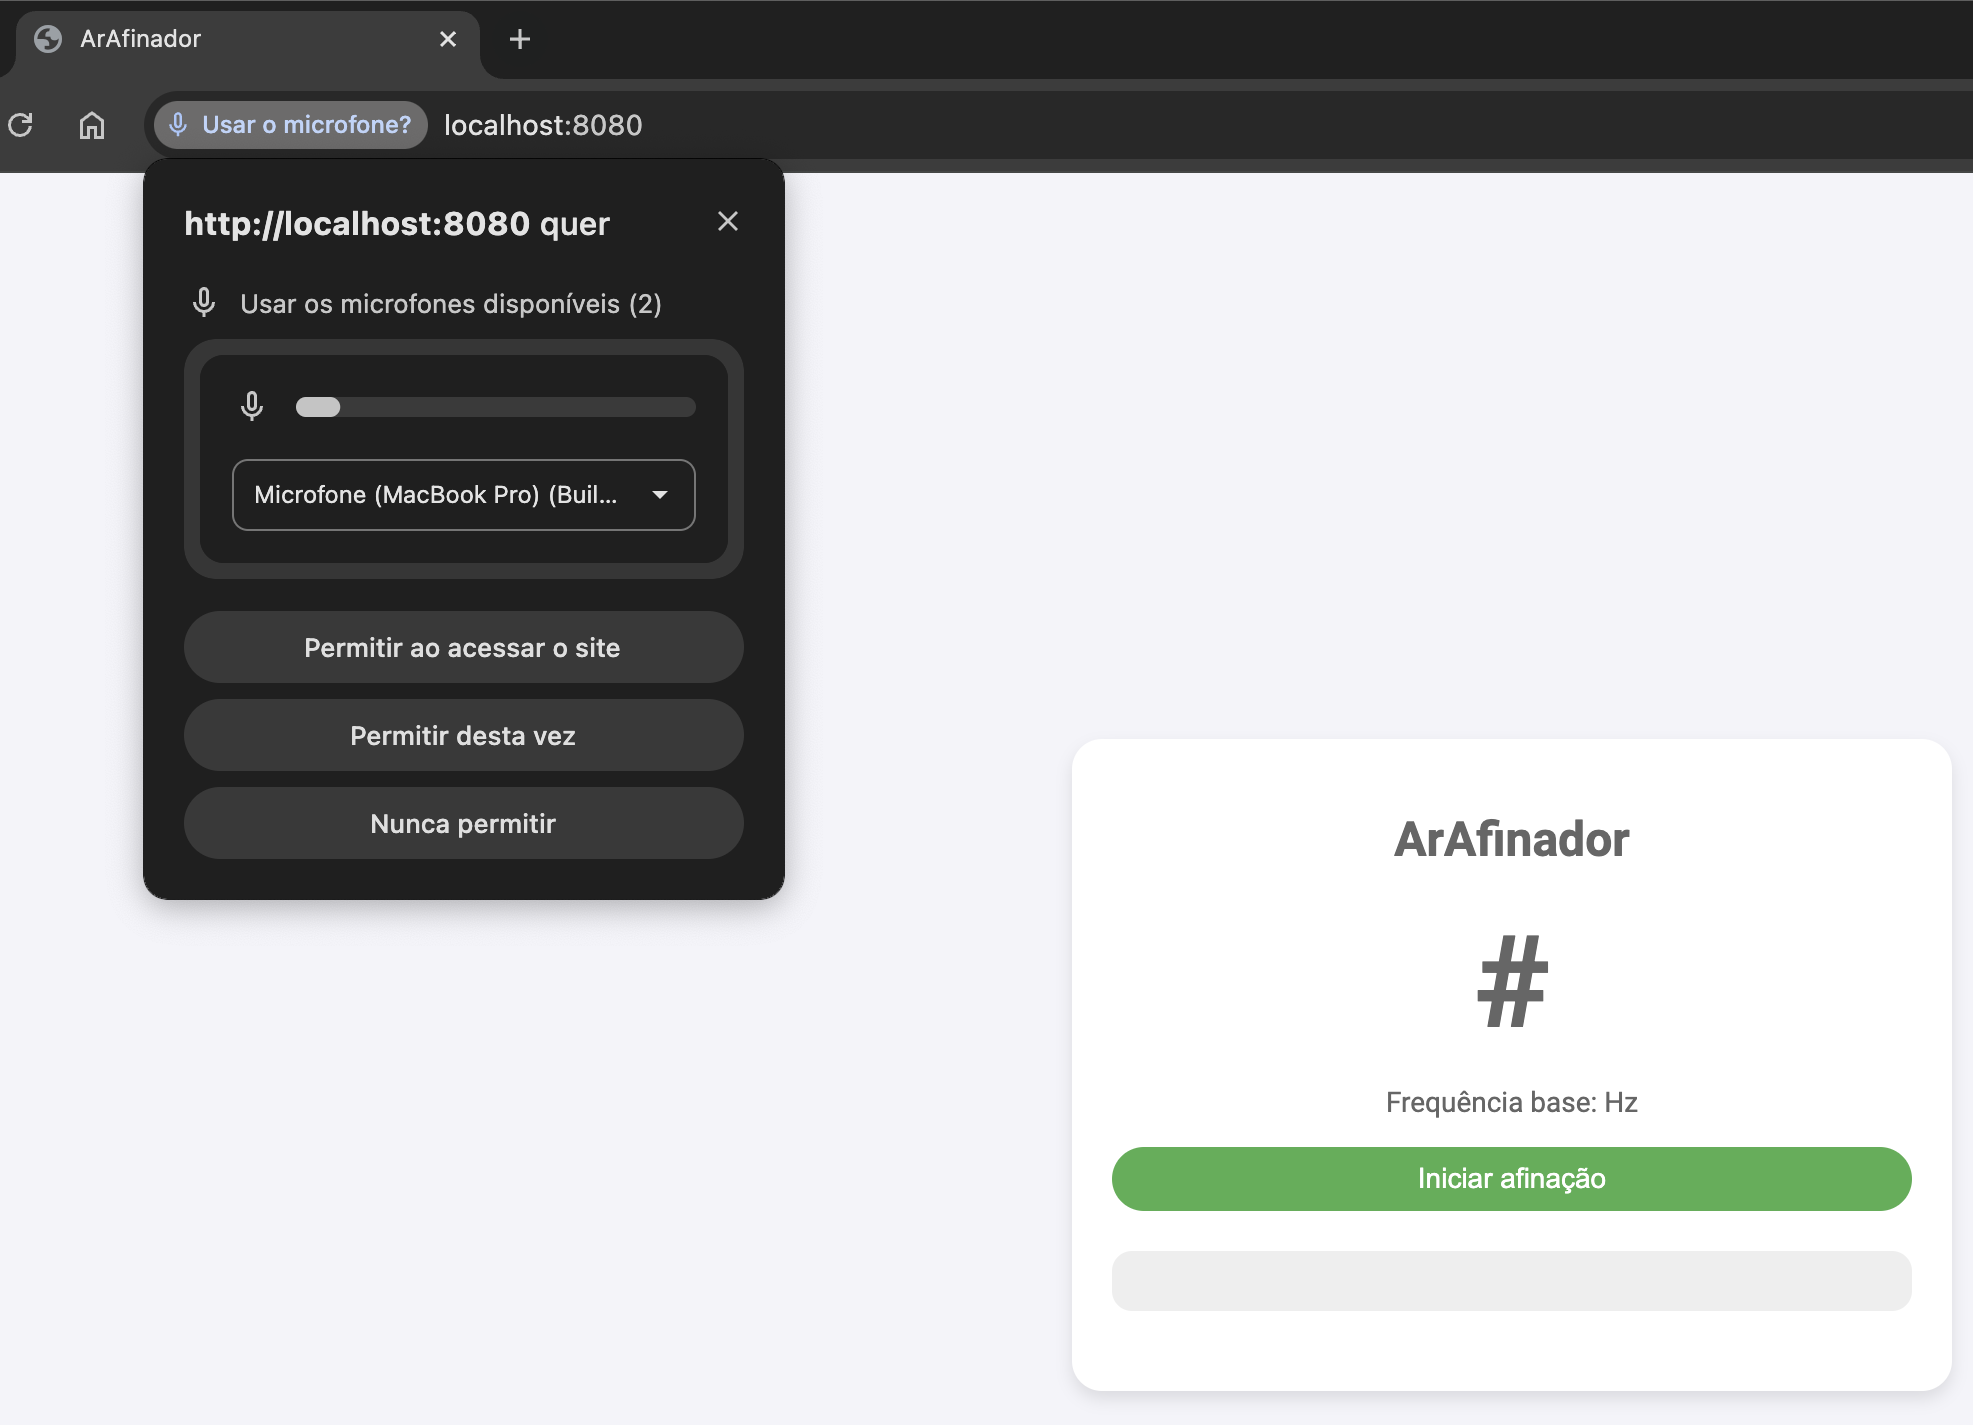 ArAfinador
Usar o microfone?
localhost:8080
http://localhost:8080 quer
Usar os microfones disponíveis (2)
Microfone (MacBook Pro) (Buil...
Permitir ao acessar o site
Permitir desta vez
Nunca permitir
ArAfinador
#
Frequência base: Hz
Iniciar afinação